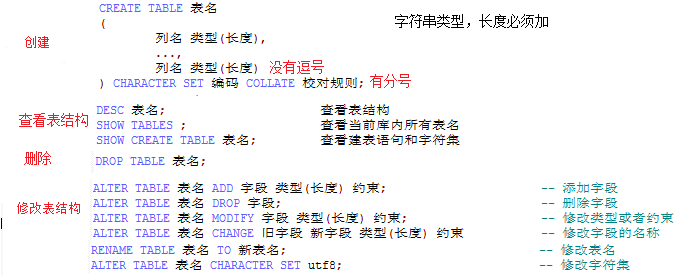 CREATE TABLE 表名
( 字符串类型，长度必须加
创建 列名 类型(长度),
...,
列名 类型(长度) 没有逗号
) CHARACTER SET 编码 COLLATE 校对规则; 有分号
DESC 表名; 查看表结构
查看表结构 SHOW TABLES ; 查看当前库内所有表名
SHOW CREATE TABLE 表名; 查看建表语句和字符集
删除 DROP TABLE 表名;
ALTER TABLE 表名 ADD 字段 类型(长度) 约束; -- 添加字段
修改表结构 ALTER TABLE 表名 DROP 字段; -- 删除字段
ALTER TABLE 表名 MODIFY 字段 类型(长度) 约束; -- 修改类型或者约束
ALTER TABLE 表名 CHANGE 旧字段 新字段 类型(长度) 约束 -- 修改字段的名称
RENAME TABLE 表名 TO 新表名; -- 修改表名
ALTER TABLE 表名 CHARACTER SET utf8; -- 修改字符集